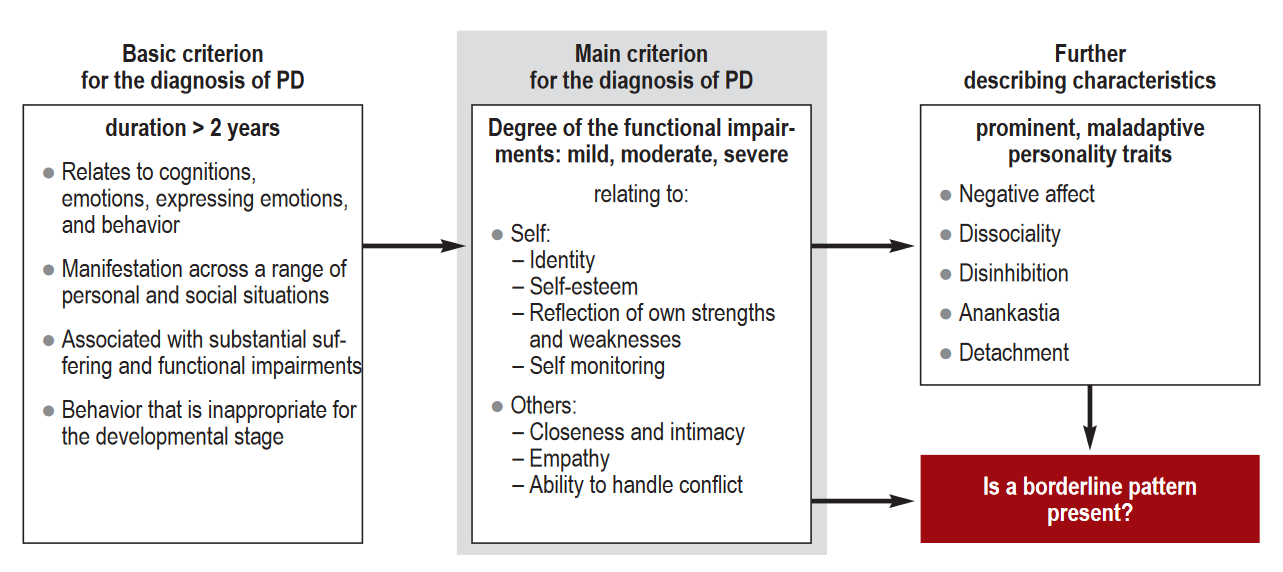 Basic criterion
for the diagnosis of PD
duration > 2 years
● Relates to cognitions,
emotions, expressing emotions,
and behavior
● Manifestation across a range of
personal and social situations
● Associated with substantial suf-
fering and functional impairments
● Behavior that is inappropriate for
the developmental stage
Main criterion
for the diagnosis of PD
Degree of the functional impair-
ments: mild, moderate, severe
relating to:
● Self:
– Identity
– Self-esteem
– Reflection of own strengths
and weaknesses
– Self monitoring
● Others:
– Closeness and intimacy
– Empathy
– Ability to handle conflict
Further
describing characteristics
prominent, maladaptive
personality traits
● Negative affect
● Dissociality
● Disinhibition
● Anankastia
● Detachment
Is a borderline pattern
present?